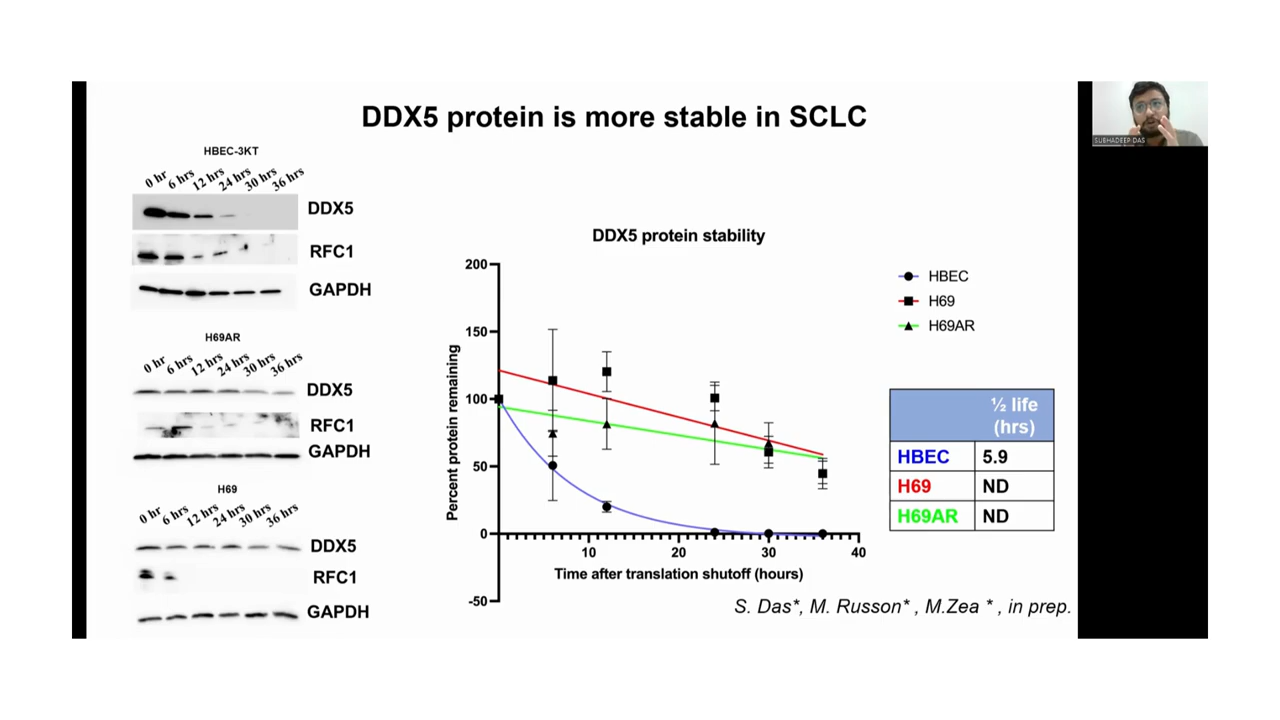 DDX5 protein is more stable in SCLC
SUBHADEEP DAS
HBEC-3KT
0 hr 6 hrs 12 hrs 24 hrs 30 hrs 36 hrs
DDX5
RFC1
GAPDH
H69AR
0 hr 6 hrs 12 hrs 24 hrs 30 hrs 36 hrs
DDX5
RFC1
GAPDH
H69
0 hr 6 hrs 12 hrs 24 hrs 30 hrs 36 hrs
DDX5
RFC1
GAPDH
DDX5 protein stability
Percent protein remaining
200
150
100
50
0
-50
10 20 30 40
Time after translation shutoff (hours)
HBEC
H69
H69AR
½ life
(hrs)
HBEC 5.9
H69 ND
H69AR ND
S. Das*, M. Russon* , M.Zea * , in prep.